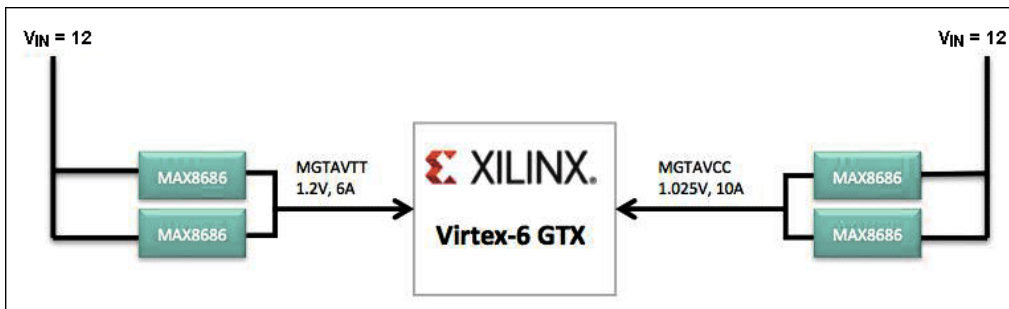 VIN = 12
VIN = 12
MAX8686
MAX8686
MGTAVTT
1.2V, 6A
XILINX.
Virtex-6 GTX
MGTAVCC
1.025V, 10A
MAX8686
MAX8686